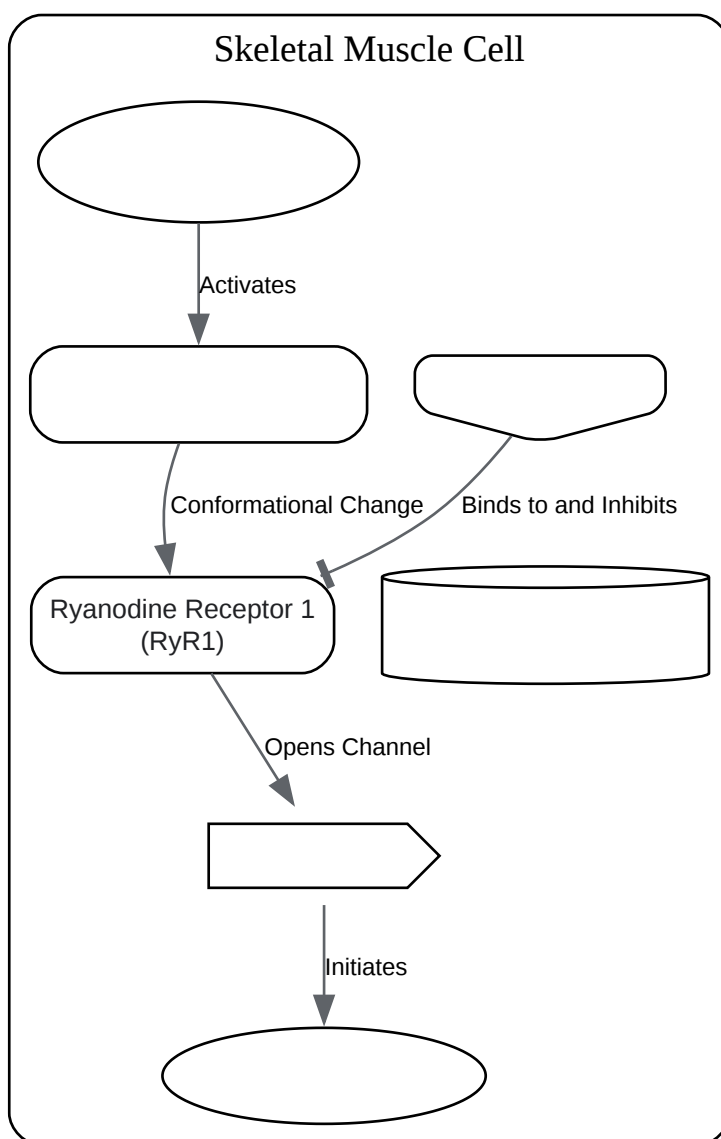 Skeletal Muscle Cell
Activates
Conformational Change
Binds to and Inhibits
Ryanodine Receptor 1
(RyR1)
Opens Channel
Initiates